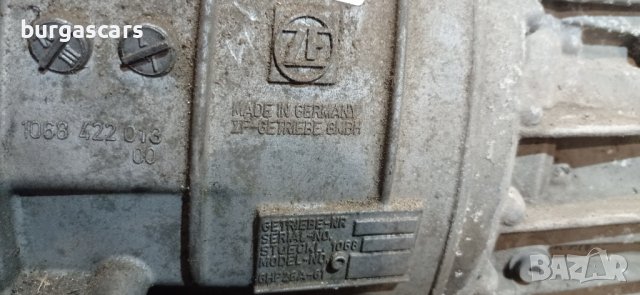 burgascars
ZF
MADE IN GERMANY
ZF-GETRIEBE GMBH
1068 422 013
00
GETRIEBE-NR
SERIAL-NO.
STUECKL. 1068
MODEL-NO.
6HP26A-61
BAZAR.bg